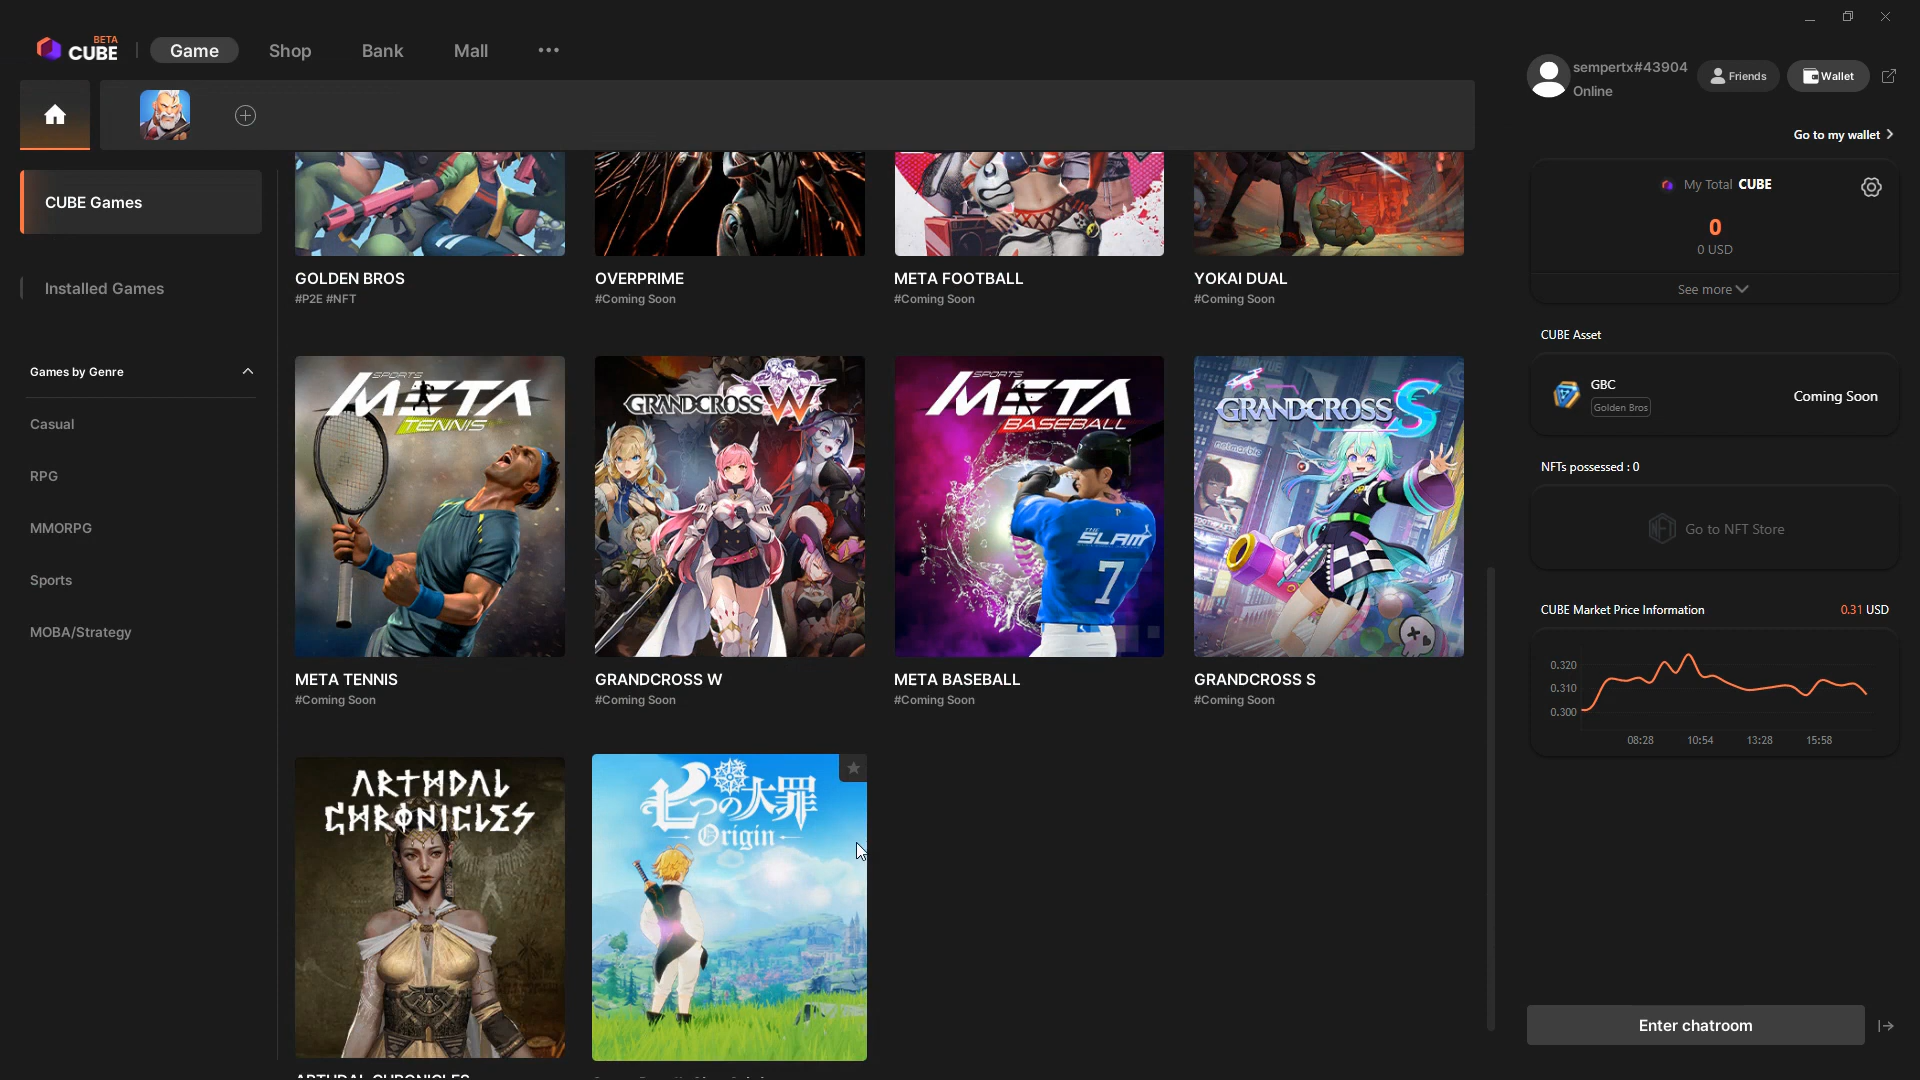 BETA
CUBE
Game
Shop
Bank
Mall
sempertx#43904
Online
Friends
Wallet
Go to my wallet
CUBE Games
Installed Games
Games by Genre
Casual
RPG
MMORPG
Sports
MOBA/Strategy
GOLDEN BROS
#P2E #NFT
OVERPRIME
#Coming Soon
META FOOTBALL
#Coming Soon
YOKAI DUAL
#Coming Soon
SPORTS
META
TENNIS
META TENNIS
#Coming Soon
GRANDCROSS W
GRANDCROSS W
#Coming Soon
SPORTS
META
BASEBALL
THE
SLAM
7
META BASEBALL
#Coming Soon
GRANDCROSS S
netmarble
GRANDCROSS S
#Coming Soon
ARTHDAL
CHRONICLES
ARTHDAL CHRONICLES
七つの大罪
Origin
My Total CUBE
0
0 USD
See more
CUBE Asset
GBC
Golden Bros
Coming Soon
NFTs possessed : 0
NFT
Go to NFT Store
CUBE Market Price Information
0.31 USD
0.320
0.310
0.300
08:28
10:54
13:28
15:58
Enter chatroom